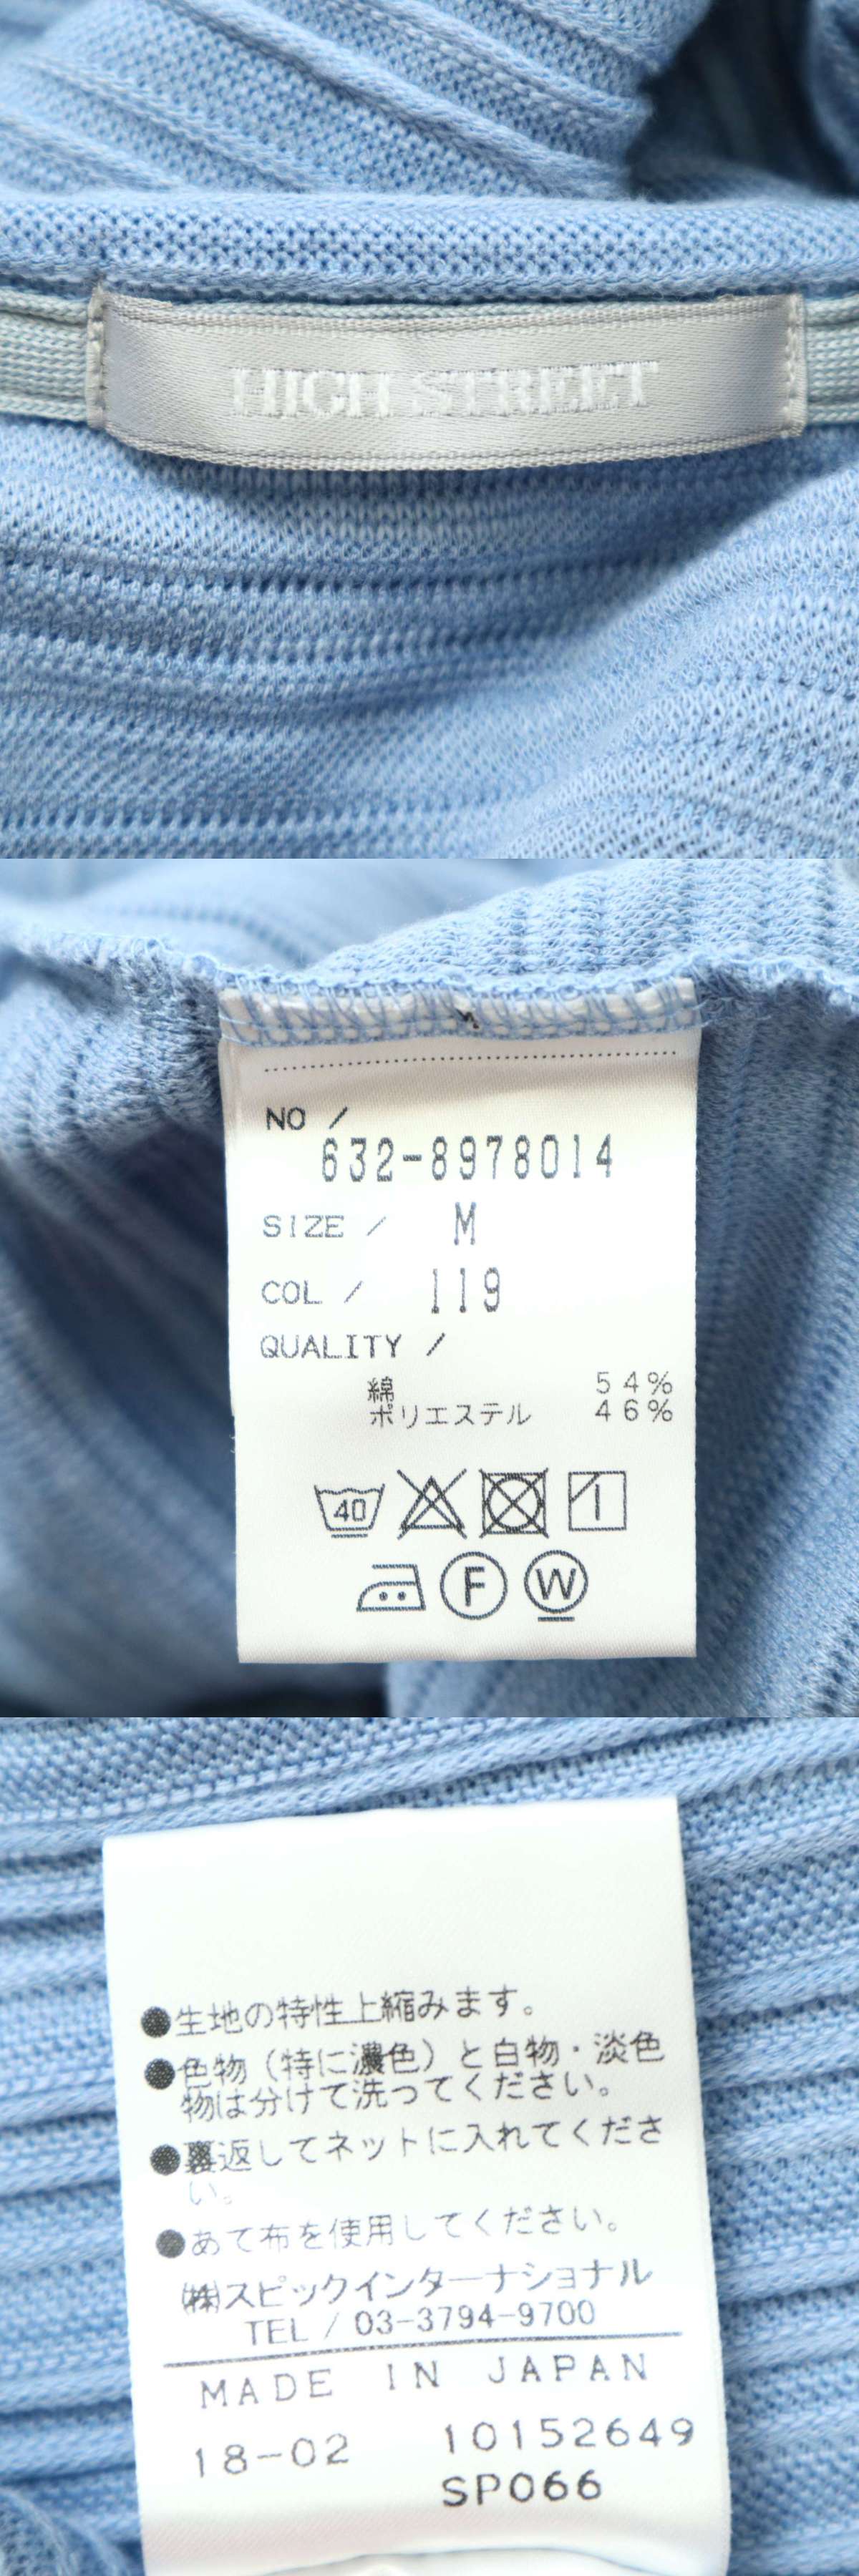 HIGH STREET
NO /
632-8978014
SIZE / M
COL / 119
QUALITY /
綿 54%
ポリエステル 46%
40
F W
●生地の特性上縮みます。
●色物（特に濃色）と白物・淡色
物は分けて洗ってください。
●裏返してネットに入れてくださ
い。
●あて布を使用してください。
㈱スピックインターナショナル
TEL / 03-3794-9700
MADE IN JAPAN
18-02 10152649
SP066